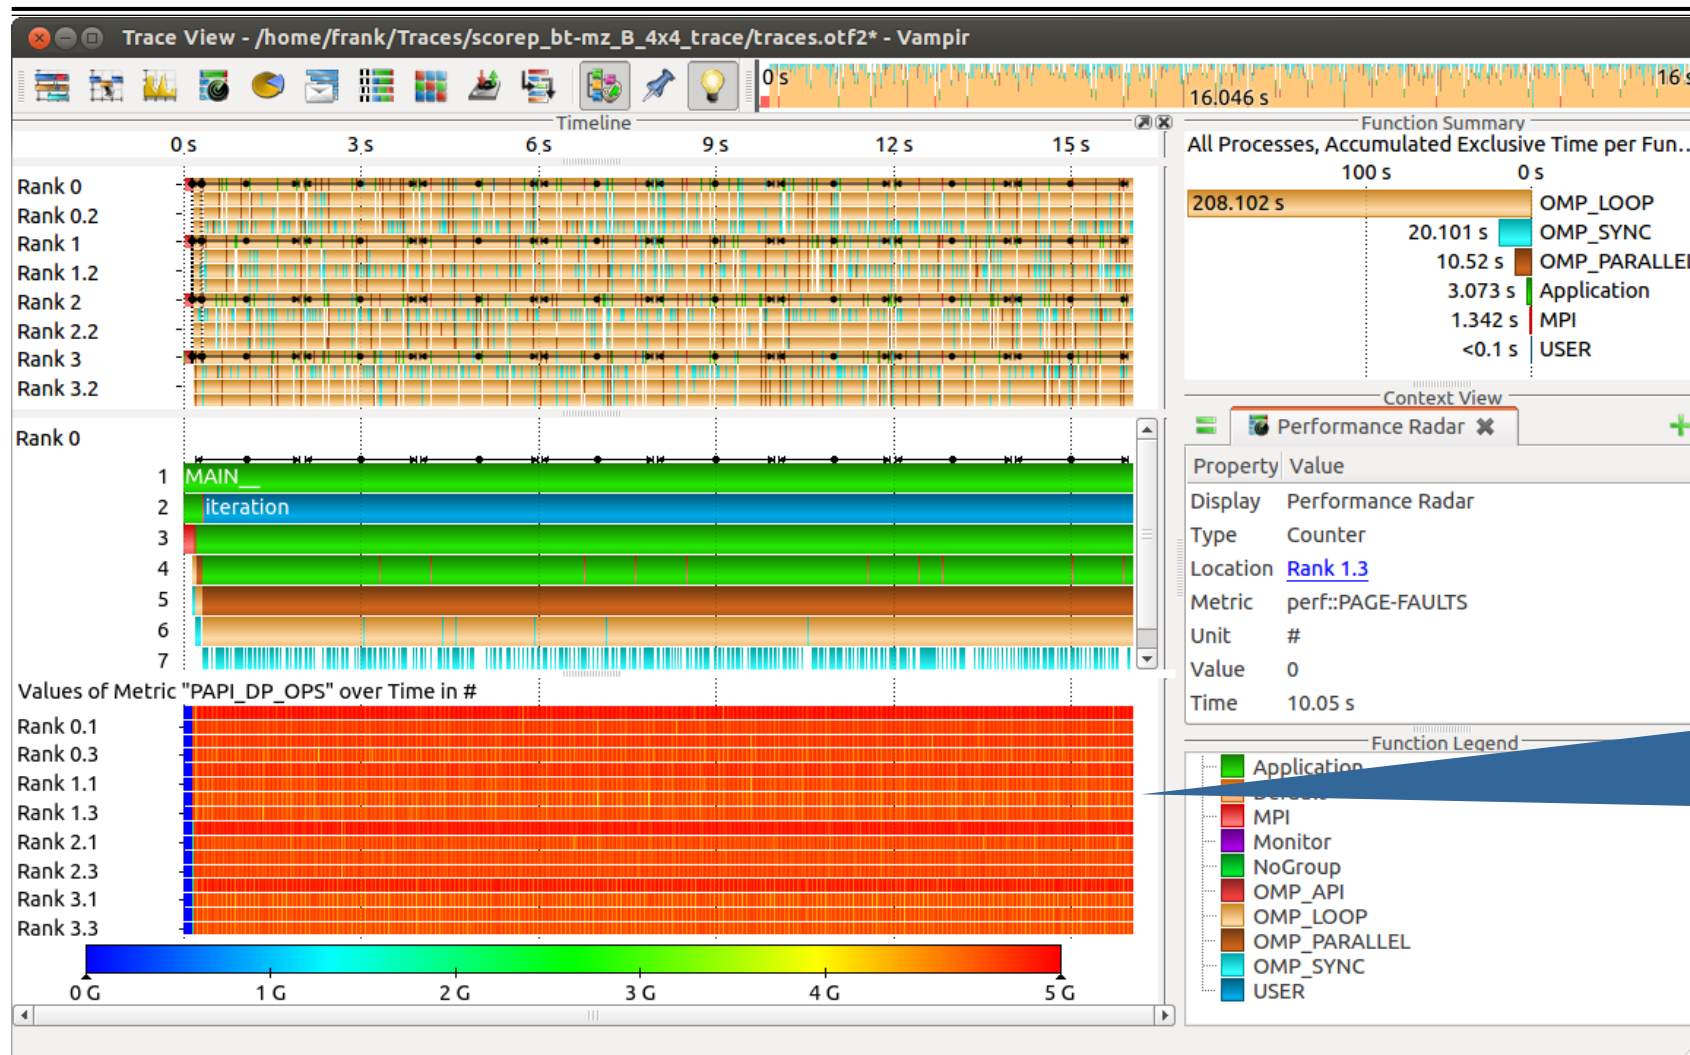 Trace View - /home/frank/Traces/scorep_bt-mz_B_4x4_trace/traces.otf2* - Vampir
0 s
16 s
16.046 s
Timeline
0 s 3 s 6 s 9 s 12 s 15 s
Rank 0
Rank 0.2
Rank 1
Rank 1.2
Rank 2
Rank 2.2
Rank 3
Rank 3.2
Rank 0
1 MAIN__
2 iteration
3
4
5
6
7
Values of Metric "PAPI_DP_OPS" over Time in #
Rank 0.1
Rank 0.3
Rank 1.1
Rank 1.3
Rank 2.1
Rank 2.3
Rank 3.1
Rank 3.3
0 G 1 G 2 G 3 G 4 G 5 G
Function Summary
All Processes, Accumulated Exclusive Time per Fun...
100 s 0 s
208.102 s OMP_LOOP
20.101 s OMP_SYNC
10.52 s OMP_PARALLEL
3.073 s Application
1.342 s MPI
<0.1 s USER
Context View
Performance Radar
Property Value
Display Performance Radar
Type Counter
Location Rank 1.3
Metric perf::PAGE-FAULTS
Unit #
Value 0
Time 10.05 s
Function Legend
Application
MPI
Monitor
NoGroup
OMP_API
OMP_LOOP
OMP_PARALLEL
OMP_SYNC
USER